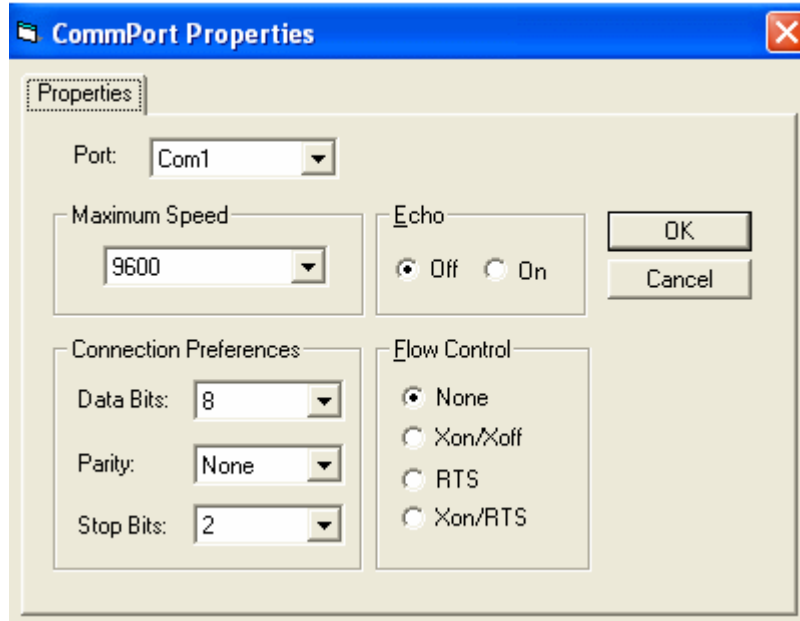 CommPort Properties
Properties
Port: Com1
Maximum Speed
9600
Echo
Off On
OK
Cancel
Connection Preferences
Data Bits: 8
Parity: None
Stop Bits: 2
Flow Control
None
Xon/Xoff
RTS
Xon/RTS